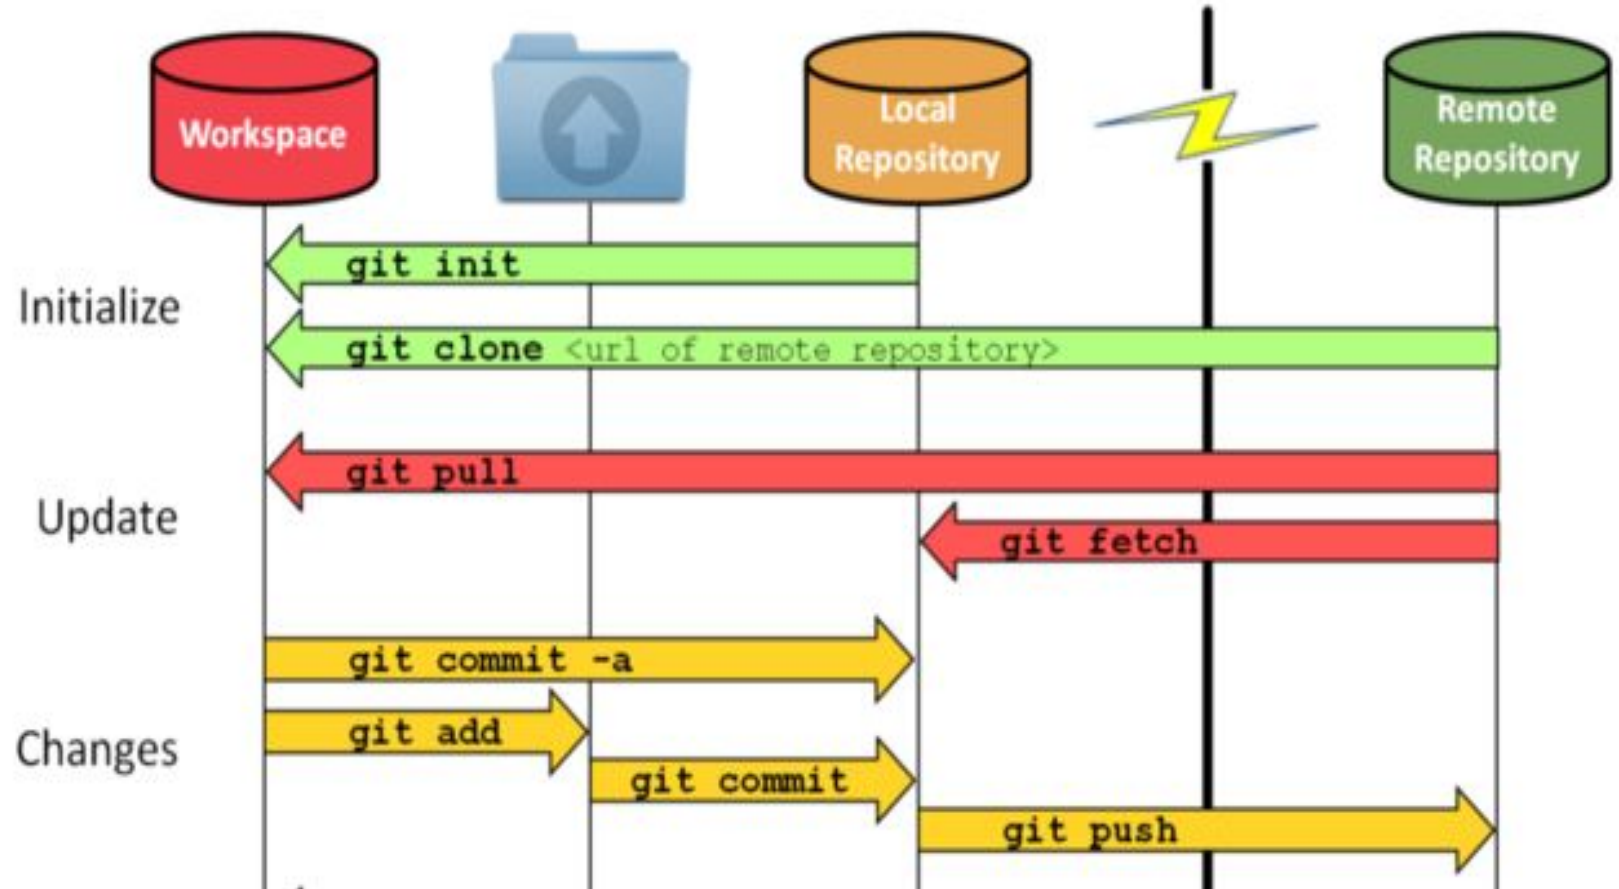 Workspace
Local
Repository
Remote
Repository
Initialize
git init
git clone <url of remote repository>
Update
git pull
git fetch
Changes
git commit -a
git add
git commit
git push